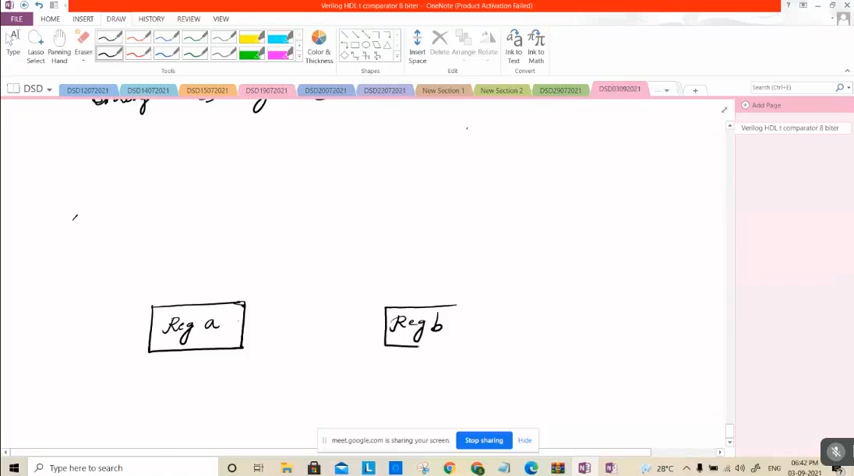 Verilog HDL t comparator 8 biter - OneNote (Product Activation Failed)
FILE HOME INSERT DRAW HISTORY REVIEW VIEW
Type Lasso Select Panning Hand Eraser Color & Thickness Insert Space Delete Arrange Rotate Ink to Text Ink to Math
Tools Shapes Edit Convert
DSD DSD12072021 DSD14072021 DSD15072021 DSD19072021 DSD20072021 DSD22072021 New Section 1 New Section 2 DSD29072021 DSD03092021 ... Search (Ctrl+E)
Add Page
Verilog HDL t comparator 8 biter
Reg a
Reg b
meet.google.com is sharing your screen. Stop sharing Hide
Type here to search
28°C ENG 06:42 PM
03-09-2021